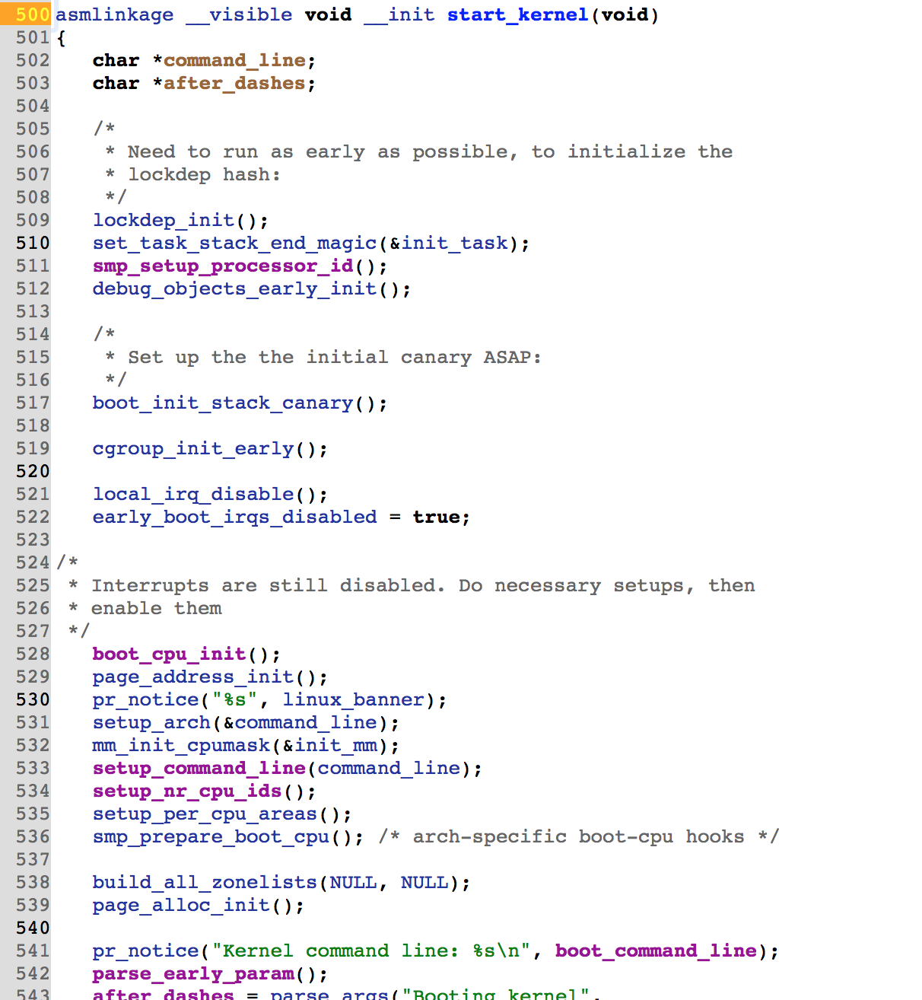 500 asmlinkage __visible void __init start_kernel(void)
501 {
502 char *command_line;
503 char *after_dashes;
504
505 /*
506 * Need to run as early as possible, to initialize the
507 * lockdep hash:
508 */
509 lockdep_init();
510 set_task_stack_end_magic(&init_task);
511 smp_setup_processor_id();
512 debug_objects_early_init();
513
514 /*
515 * Set up the the initial canary ASAP:
516 */
517 boot_init_stack_canary();
518
519 cgroup_init_early();
520
521 local_irq_disable();
522 early_boot_irqs_disabled = true;
523
524 /*
525 * Interrupts are still disabled. Do necessary setups, then
526 * enable them
527 */
528 boot_cpu_init();
529 page_address_init();
530 pr_notice("%s", linux_banner);
531 setup_arch(&command_line);
532 mm_init_cpumask(&init_mm);
533 setup_command_line(command_line);
534 setup_nr_cpu_ids();
535 setup_per_cpu_areas();
536 smp_prepare_boot_cpu(); /* arch-specific boot-cpu hooks */
537
538 build_all_zonelists(NULL, NULL);
539 page_alloc_init();
540
541 pr_notice("Kernel command line: %s\n", boot_command_line);
542 parse_early_param();
543 after_dashes = parse_args("Booting kernel",